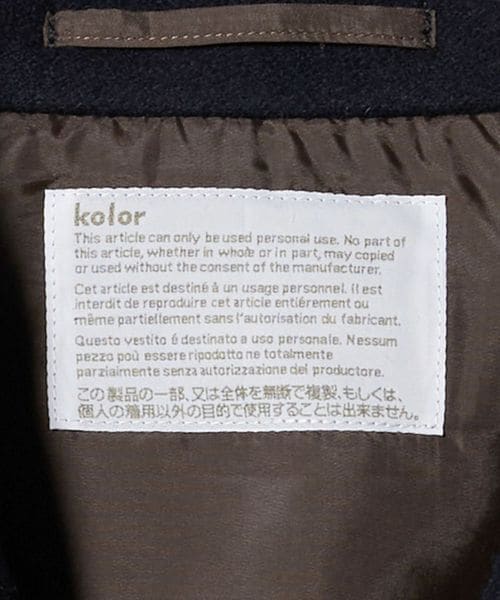 kolor
This article can only be used personal use. No part of
this article, whether in whole or in part, may copied
or used without the consent of the manufacturer.
Cet article est destiné à un usage personnel. Il est
interdit de reproduire cet article entiérement ou
même partiellement sans l'autorisation du fabricant.
Questo vestito é destinato a uso personale. Nessum
pezzo poù essere ripodotto ne totalmente
parziaimente senza autorizzazione del productore.
この製品の一部、又は全体を無断で複製、もしくは、
個人の着用以外の目的で使用することは出来ません。